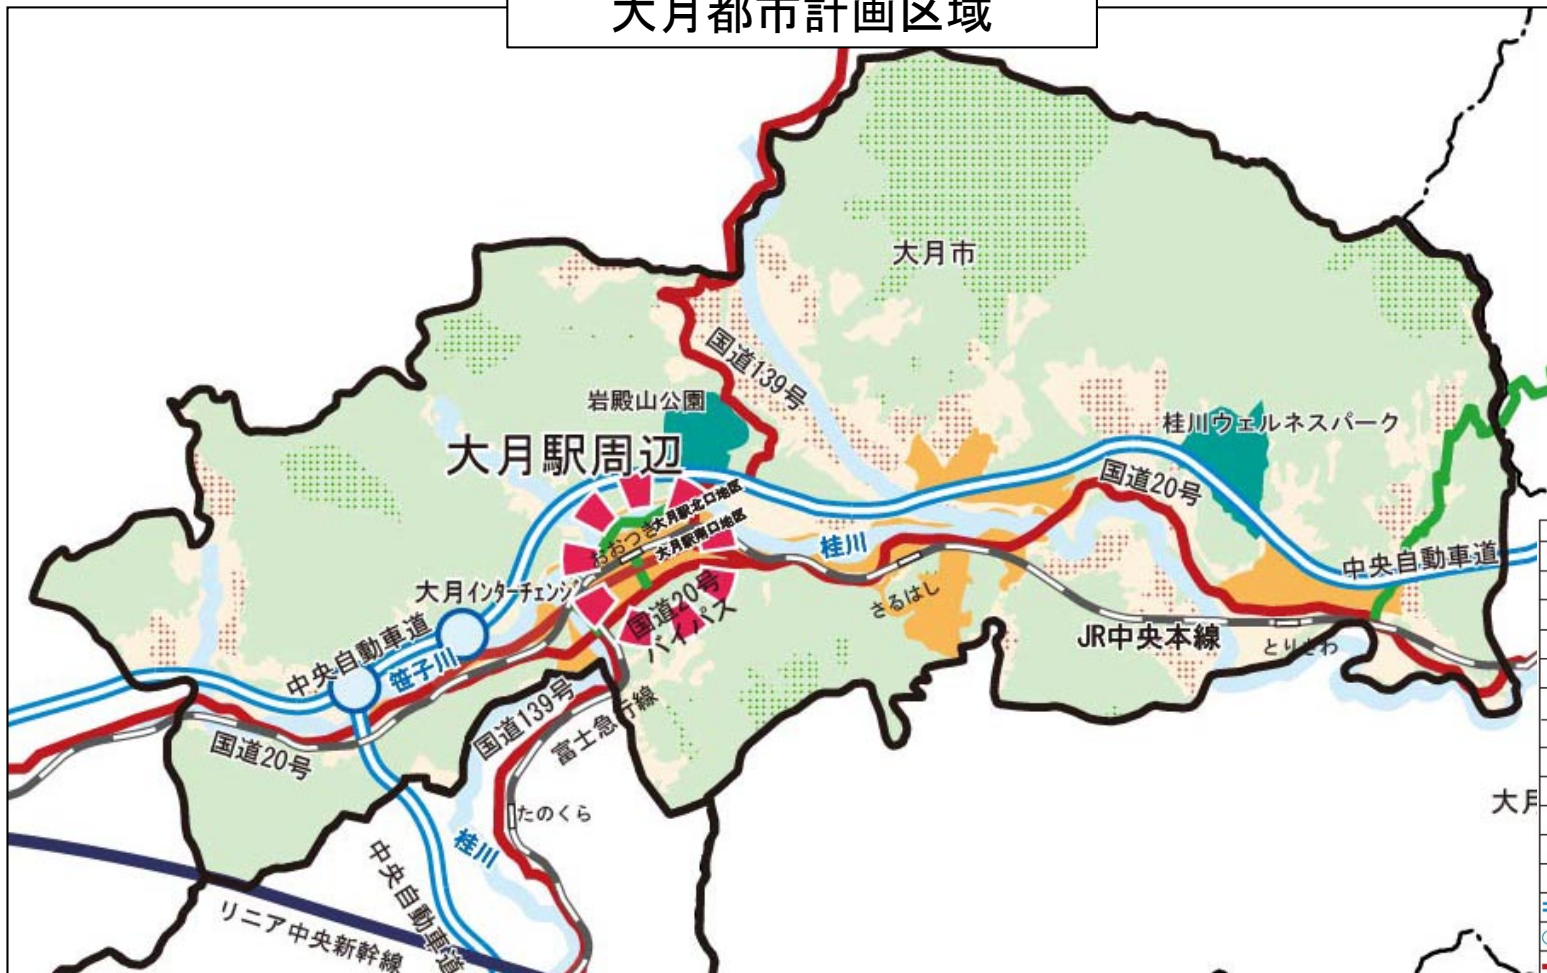 大月都市計画区域
大月市
国道139号
岩殿山公園
桂川ウェルネスパーク
大月駅周辺
国道20号
大月駅北口地区
おおつき
大月駅南口地区
桂川
中央自動車道
大月インターチェンジ
さるはし
国道20号
バイパス
JR中央本線
とりさわ
中央自動車道
笹子川
国道139号
富士急行線
国道20号
たのくら
大月
桂川
中央自動車道
リニア中央新幹線